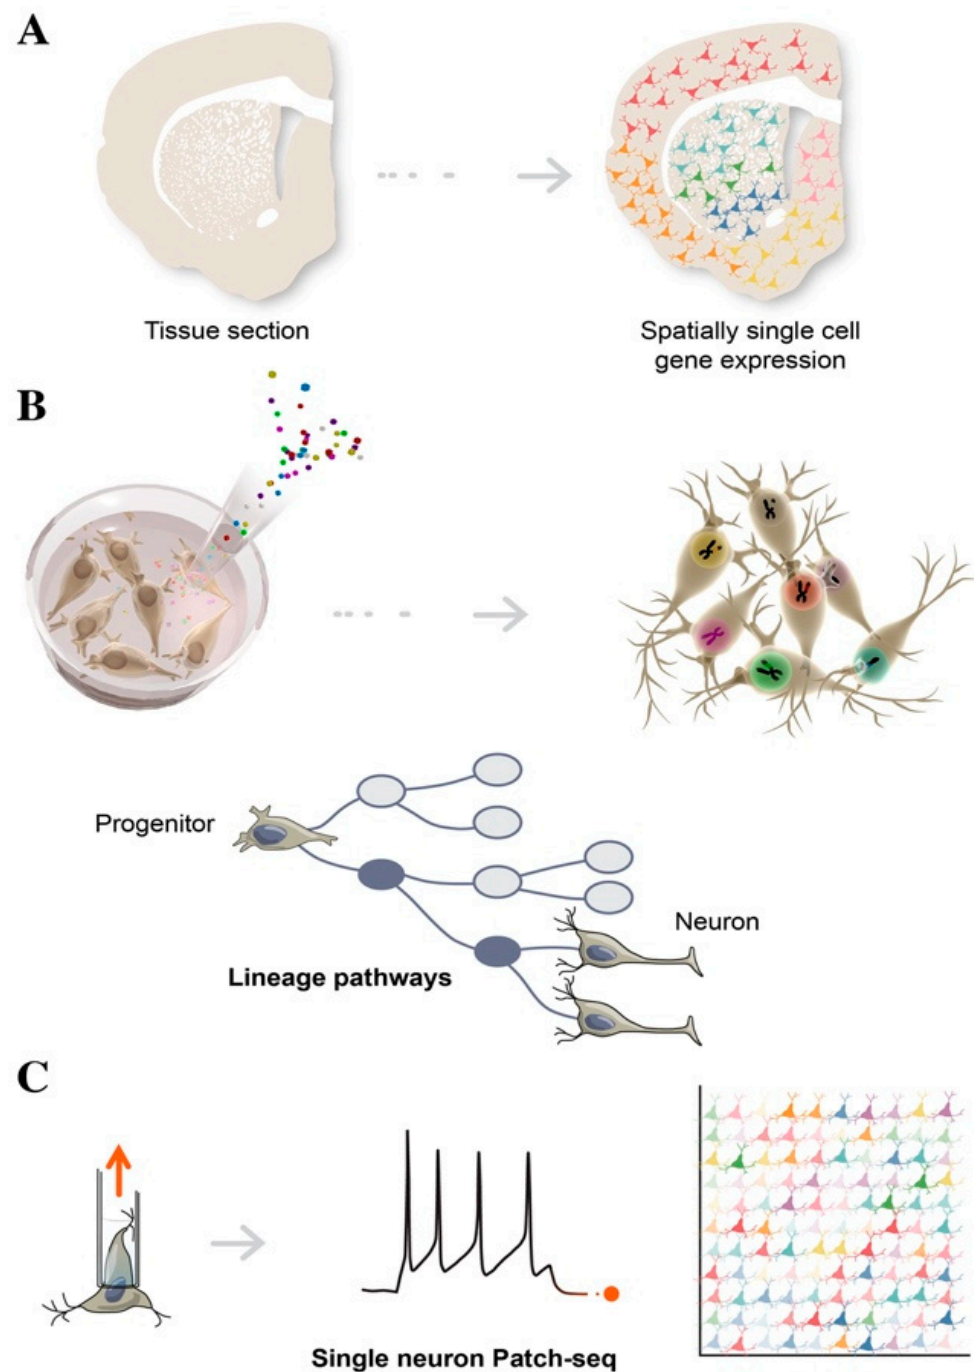 A
Tissue section
Spatially single cell
gene expression
B
Progenitor
Neuron
Lineage pathways
C
Single neuron Patch-seq